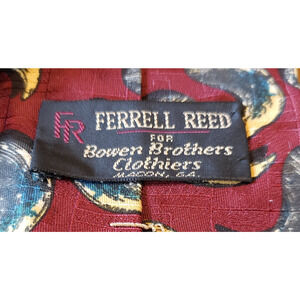 FR FERRELL REED
FOR
Bowen Brothers
Clothiers
MACON, GA.